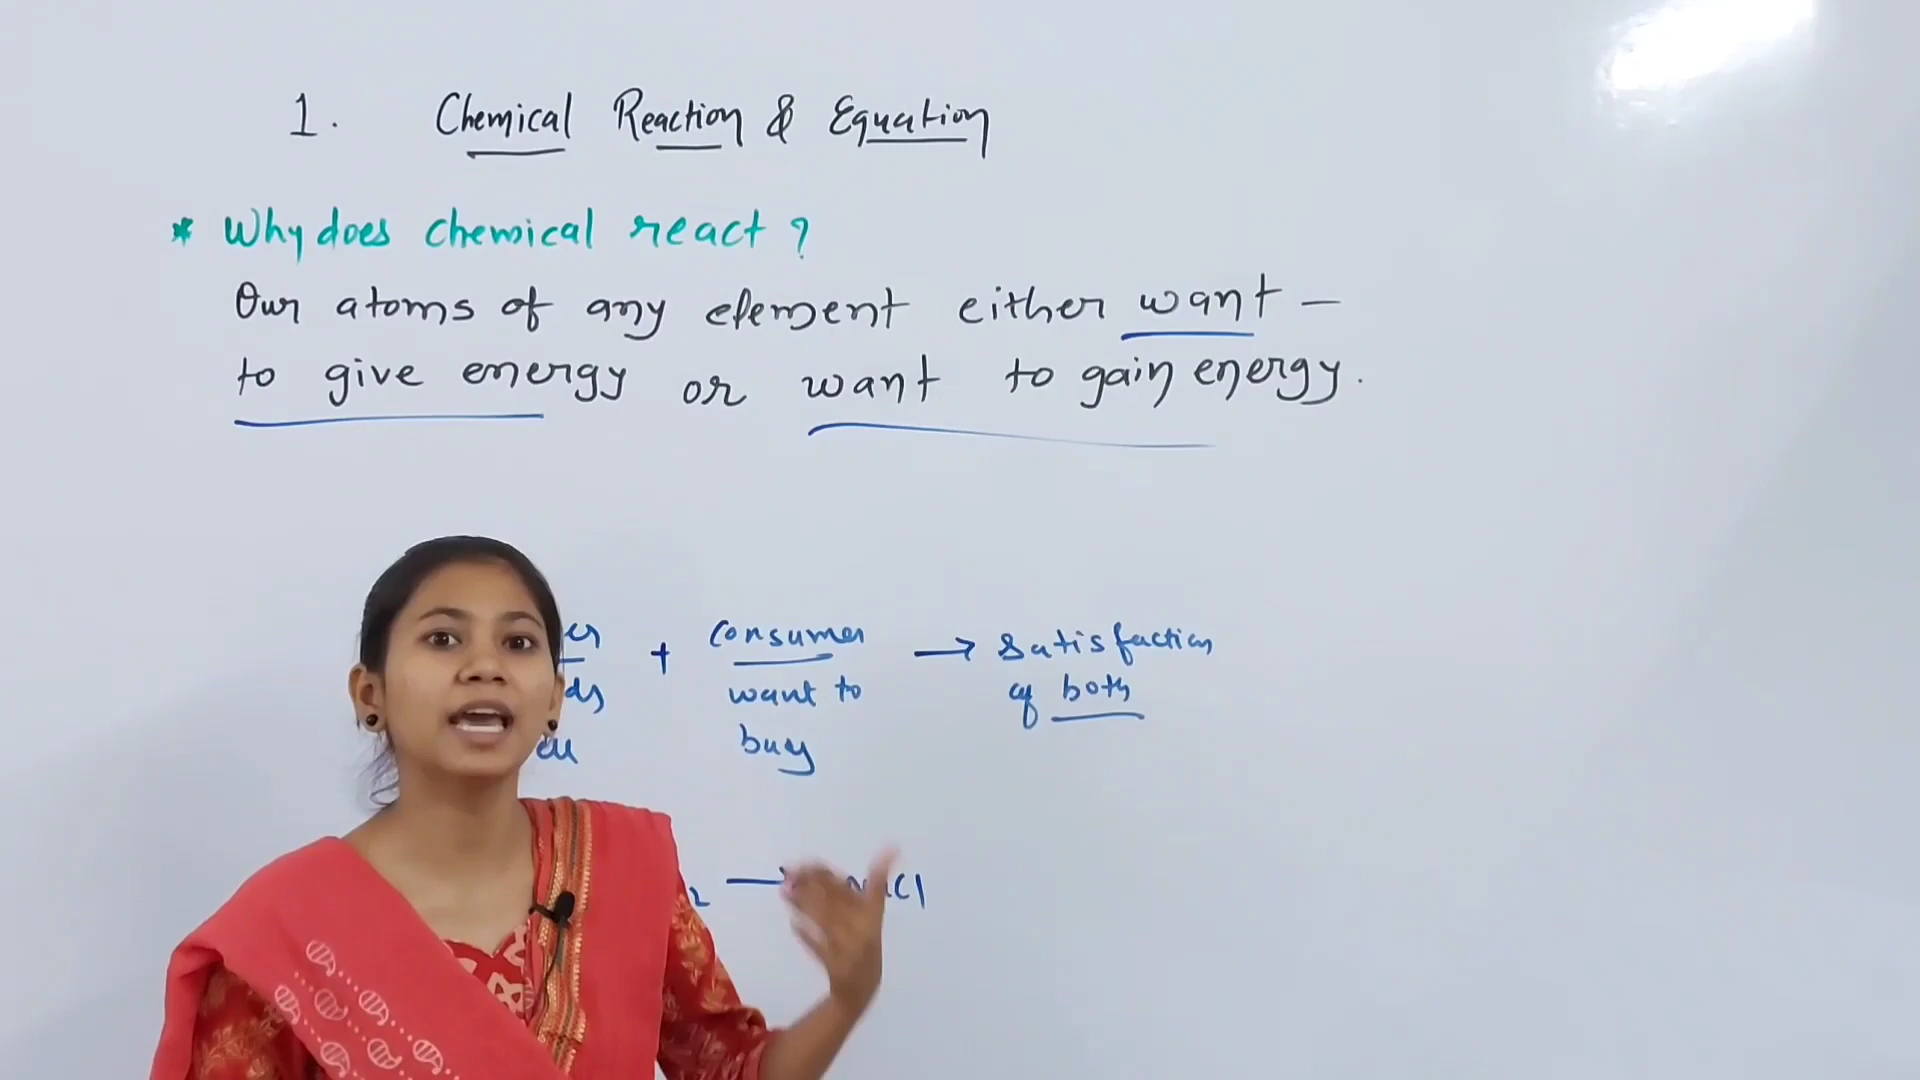 1. Chemical Reaction & Equation
* Why does chemical react ?
Our atoms of any element either want –
to give energy or want to gain energy.
+ Consumer → Satisfaction
want to of both
buy
2 →